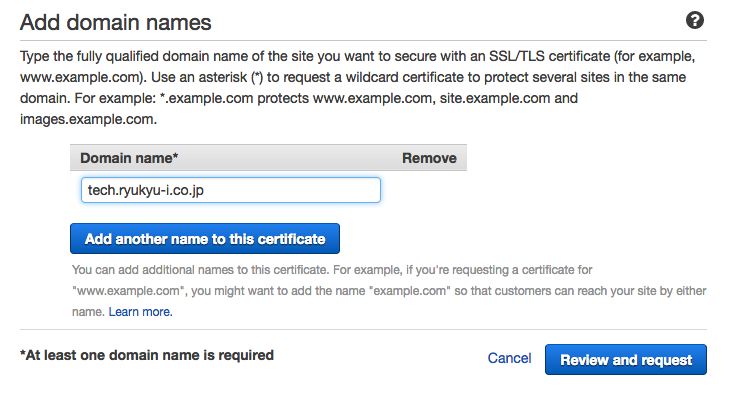 Add domain names
?
Type the fully qualified domain name of the site you want to secure with an SSL/TLS certificate (for example,
www.example.com). Use an asterisk (*) to request a wildcard certificate to protect several sites in the same
domain. For example: *.example.com protects www.example.com, site.example.com and
images.example.com.
Domain name* Remove
tech.ryukyu-i.co.jp
Add another name to this certificate
You can add additional names to this certificate. For example, if you're requesting a certificate for
"www.example.com", you might want to add the name "example.com" so that customers can reach your site by either
name. Learn more.
*At least one domain name is required
Cancel Review and request